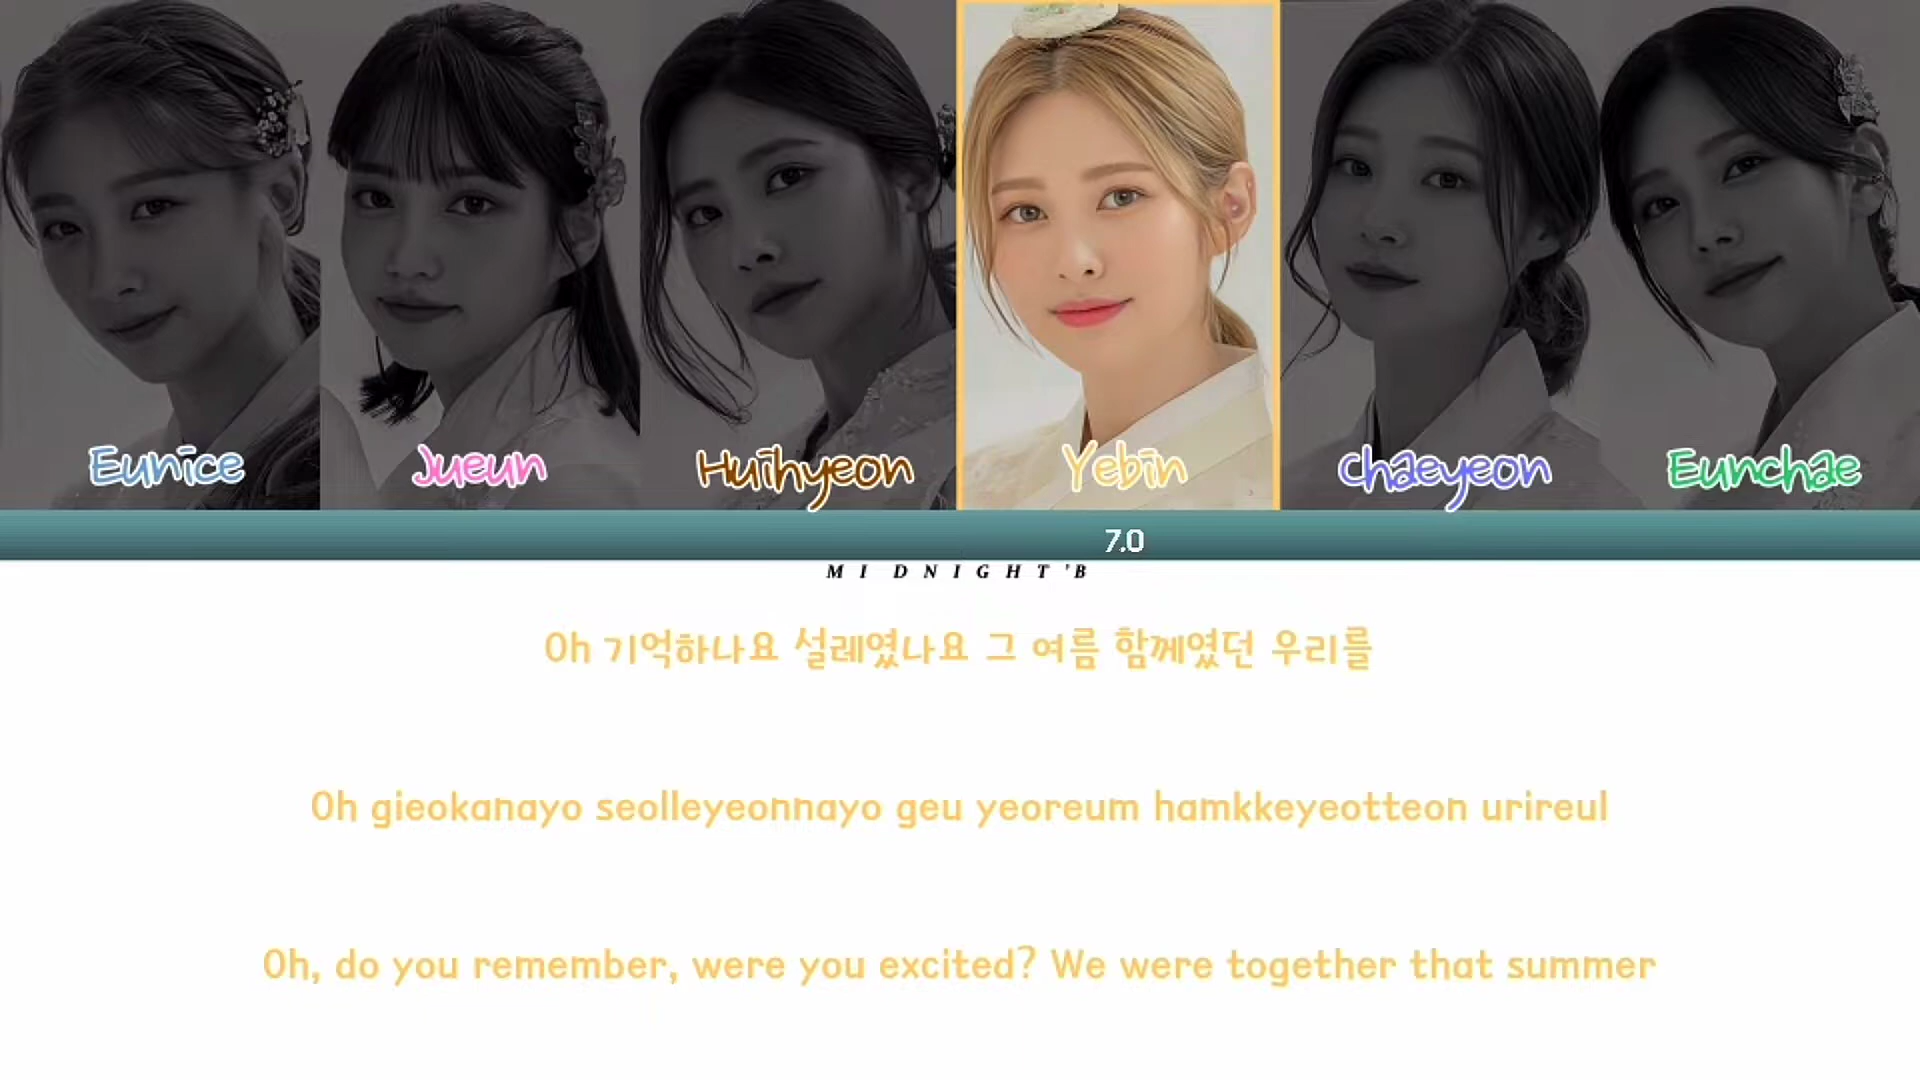 Eunice Jueun Huihyeon Yebin Chaeyeon Eunchae
7.0
MIDNIGHT'B
Oh 기억하나요 설레였나요 그 여름 함께였던 우리를
Oh gieokanayo seolleyeonnayo geu yeoreum hamkkeyeotteon urireul
Oh, do you remember, were you excited? We were together that summer